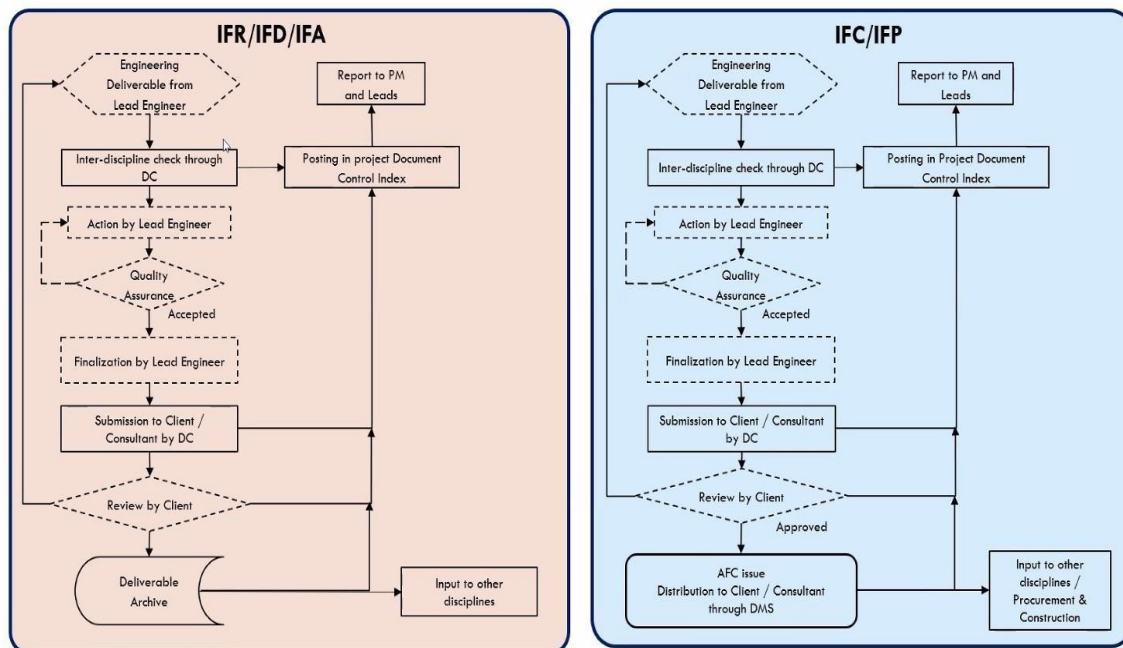 IFR/IFD/IFA
Engineering
Deliverable from
Lead Engineer
Report to PM
and Leads
Inter-discipline check through
DC
Posting in project Document
Control Index
Action by Lead Engineer
Quality
Assurance
Accepted
Finalization by Lead Engineer
Submission to Client /
Consultant by DC
Review by Client
Deliverable
Archive
Input to other
disciplines
IFC/IFP
Engineering
Deliverable from
Lead Engineer
Report to PM and
Leads
Inter-discipline check through DC
Posting in Project Document
Control Index
Action by Lead Engineer
Quality
Assurance
Accepted
Finalization by Lead Engineer
Submission to Client / Consultant
by DC
Review by Client
Approved
AFC issue
Distribution to Client / Consultant
through DMS
Input to other
disciplines /
Procurement &
Construction